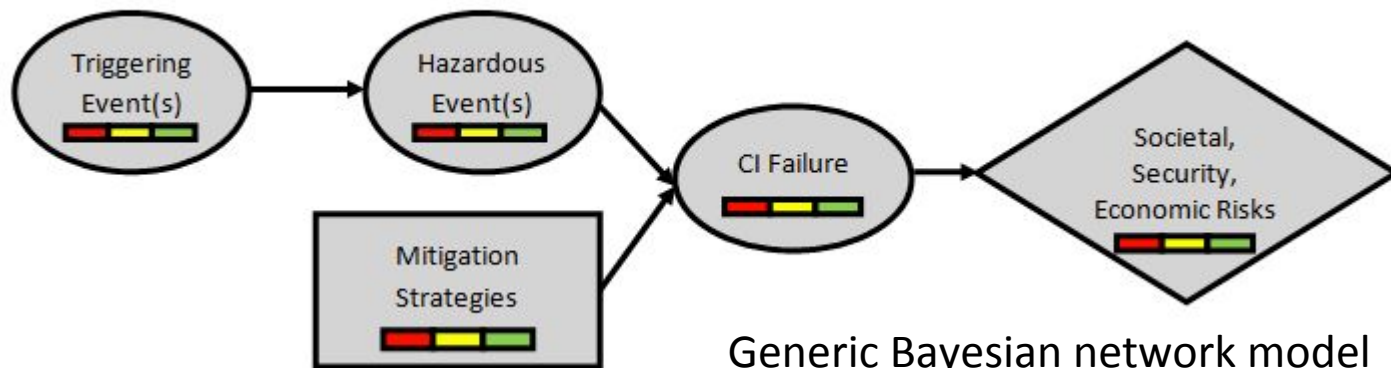 Triggering
Event(s)
Hazardous
Event(s)
CI Failure
Societal,
Security,
Economic Risks
Mitigation
Strategies
Generic Bayesian network model